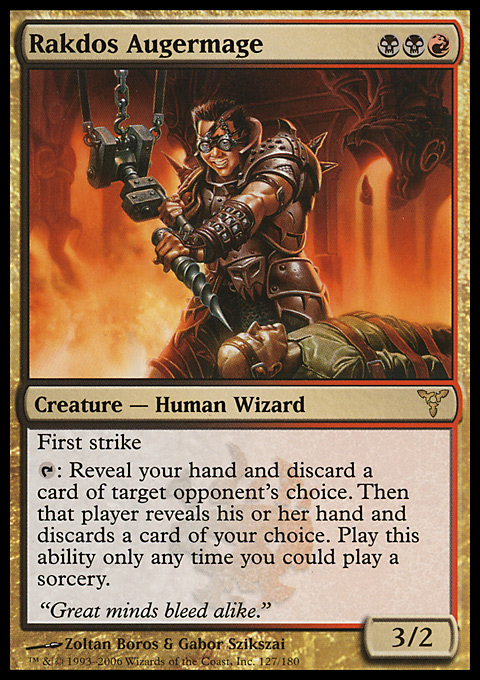 Rakdos Augermage
Creature — Human Wizard
First strike
: Reveal your hand and discard a
card of target opponent's choice. Then
that player reveals his or her hand and
discards a card of your choice. Play this
ability only any time you could play a
sorcery.
"Great minds bleed alike."
Zoltan Boros & Gabor Szikszai
3/2
™ & © 1993–2006 Wizards of the Coast, Inc. 127/180